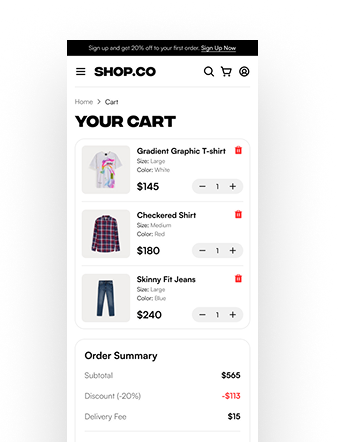 Sign up and get 20% off to your first order. Sign Up Now
SHOP.CO
Home > Cart
YOUR CART
Gradient Graphic T-shirt
Size: Large
Color: White
$145
− 1 +
Checkered Shirt
Size: Medium
Color: Red
$180
− 1 +
Skinny Fit Jeans
Size: Large
Color: Blue
$240
− 1 +
Order Summary
Subtotal $565
Discount (-20%) -$113
Delivery Fee $15